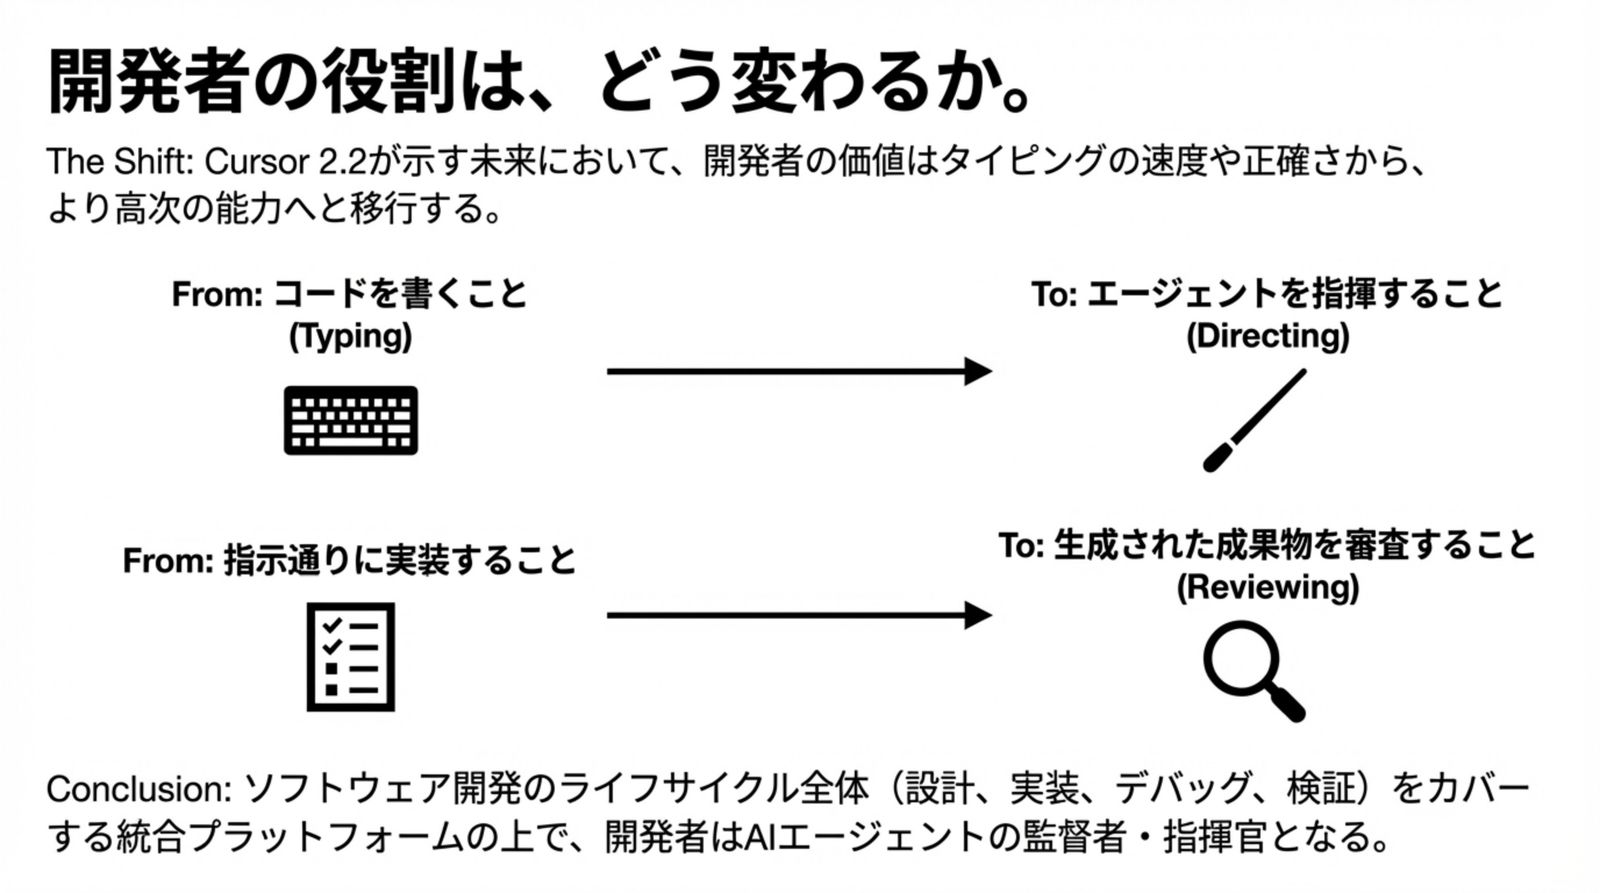 開発者の役割は、どう変わるか。
The Shift: Cursor 2.2が示す未来において、開発者の価値はタイピングの速度や正確さから、
より高次の能力へと移行する。
From: コードを書くこと
(Typing)
To: エージェントを指揮すること
(Directing)
From: 指示通りに実装すること
To: 生成された成果物を審査すること
(Reviewing)
Conclusion: ソフトウェア開発のライフサイクル全体（設計、実装、デバッグ、検証）をカバー
する統合プラットフォームの上で、開発者はAIエージェントの監督者・指揮官となる。